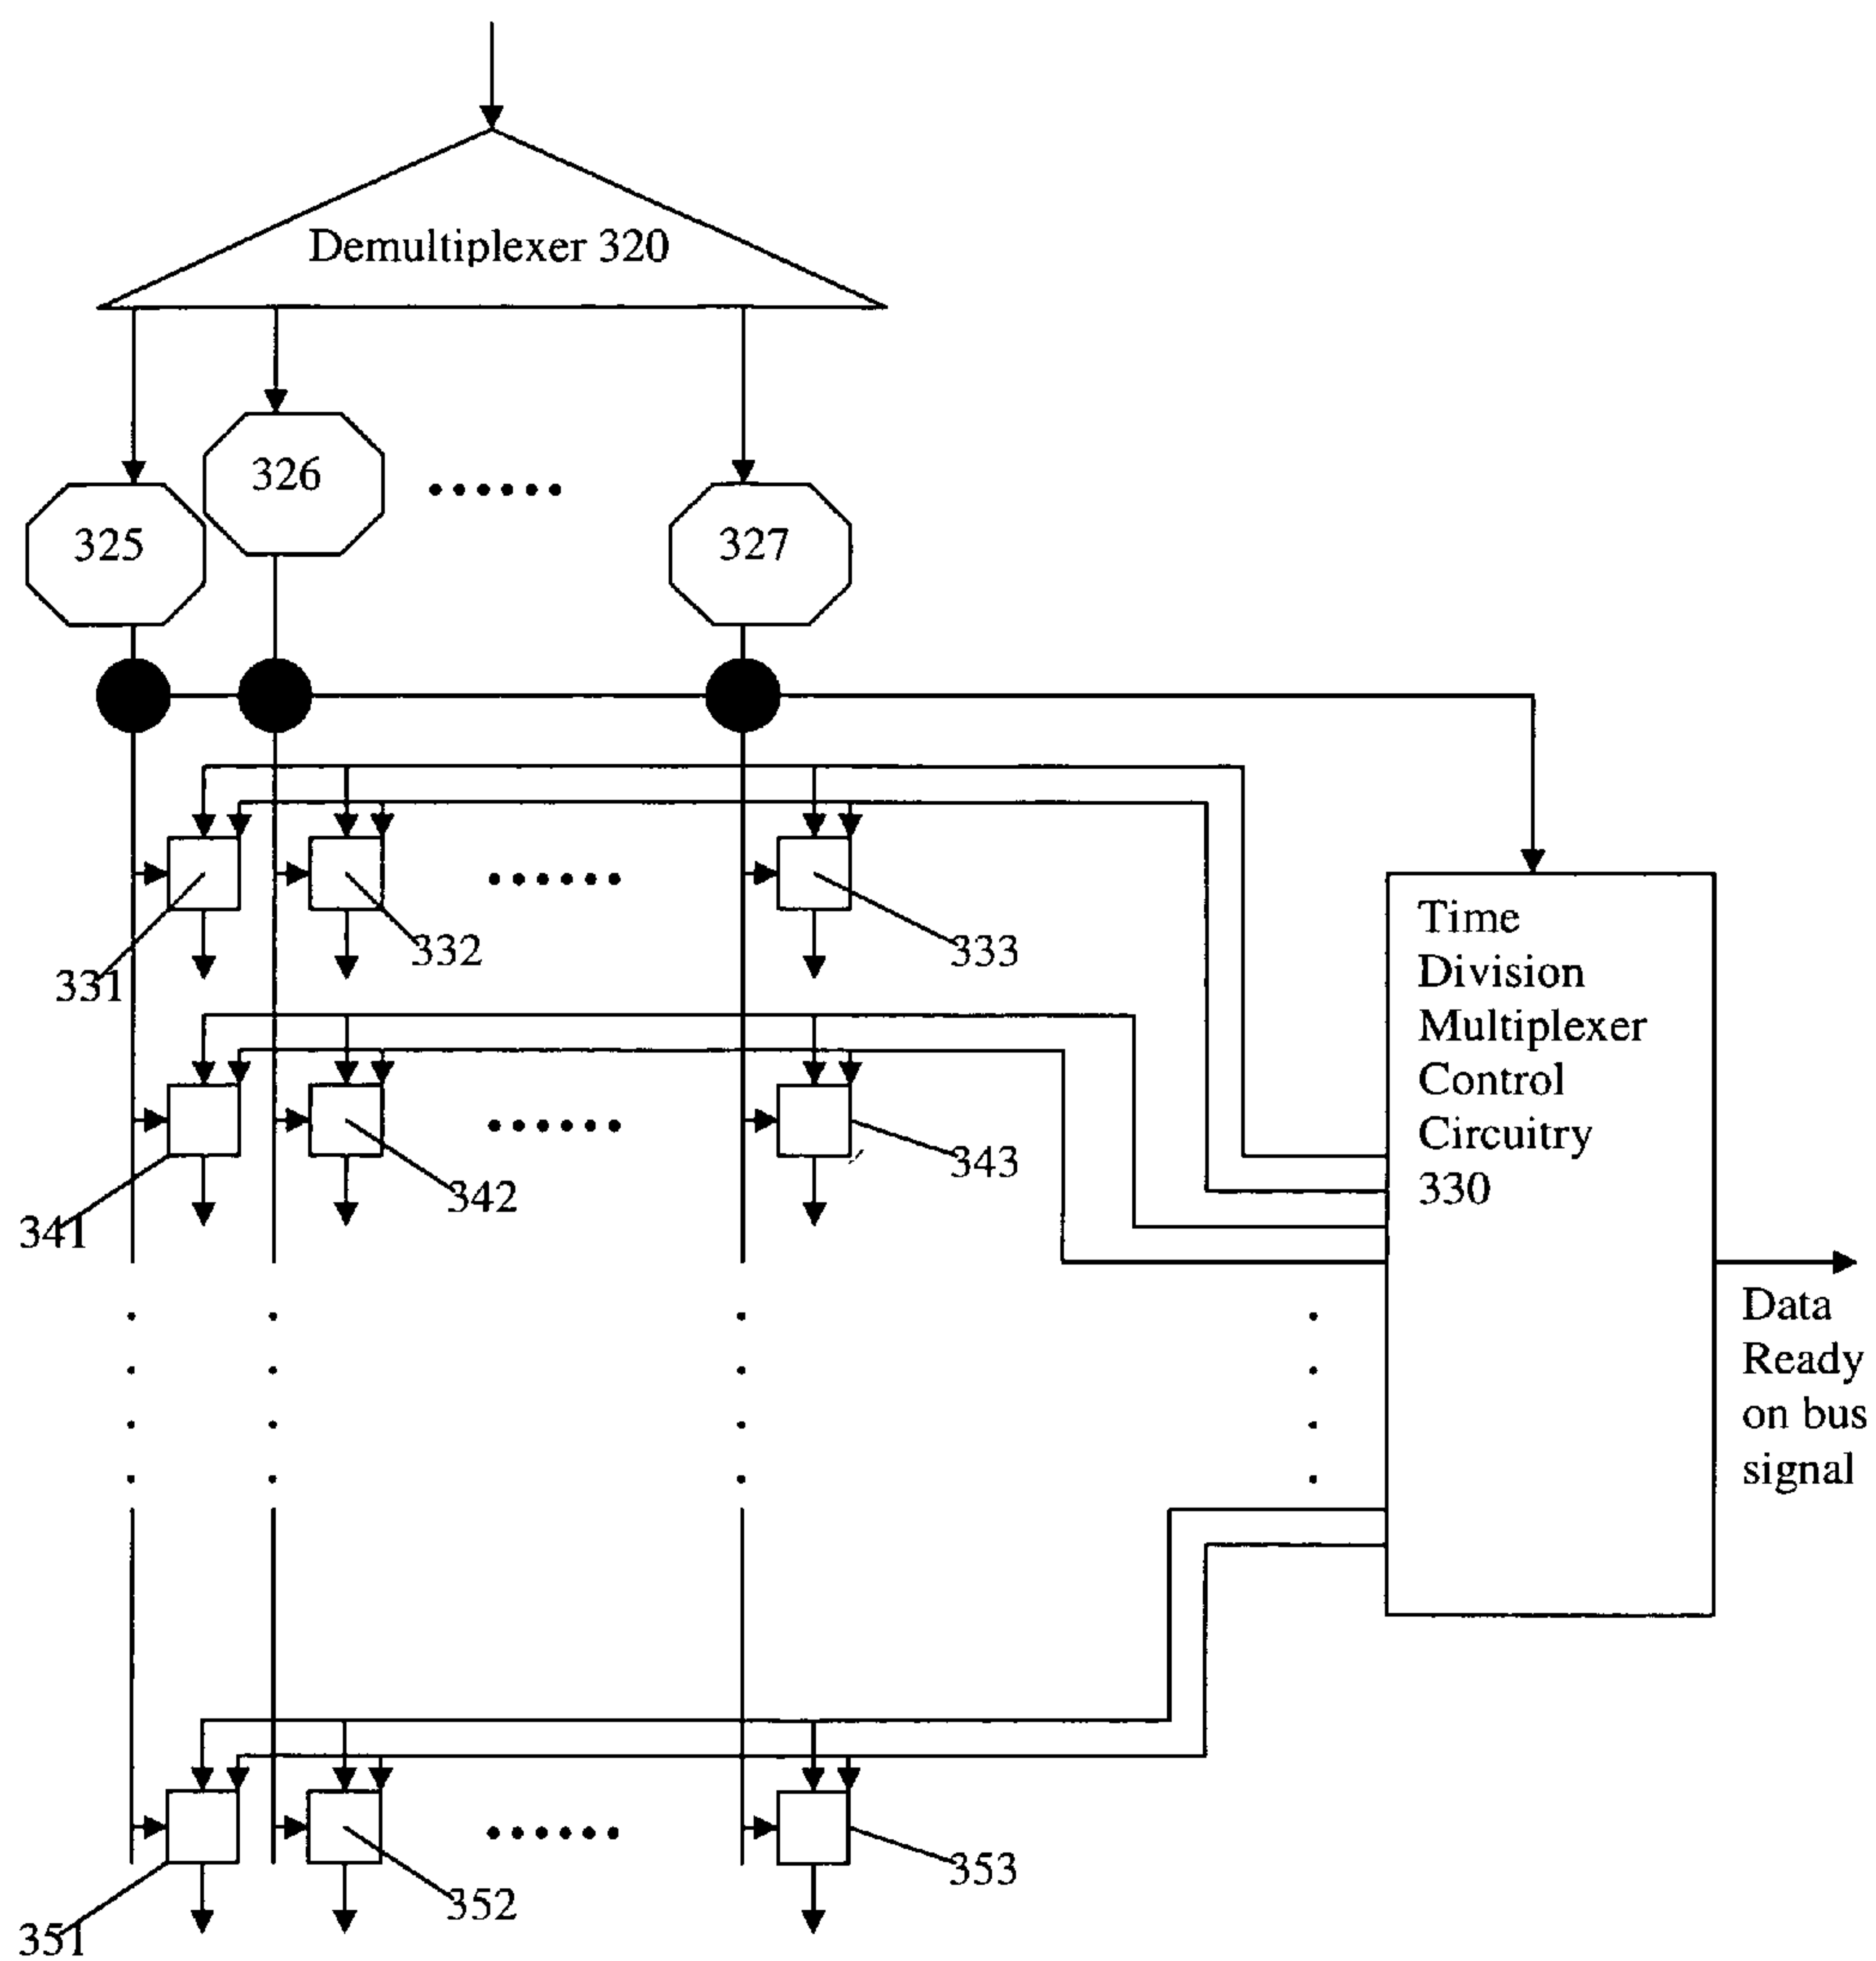 Demultiplexer 320
326
325
327
Time
Division
Multiplexer
Control
Circuitry
330
332
333
331
343
342
341
Data
Ready
on bus
signal
353
352
351